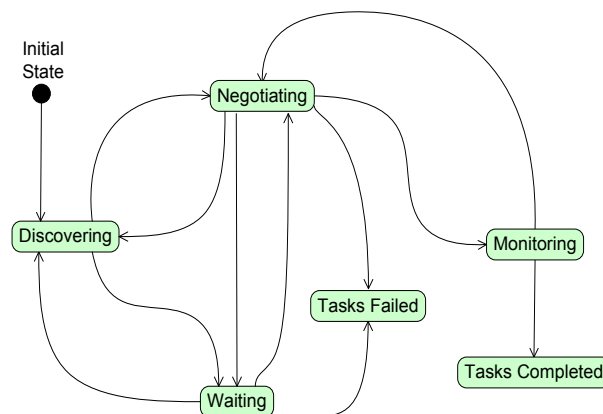 Initial
State
Negotiating
Discovering
Monitoring
Tasks Failed
Tasks Completed
Waiting